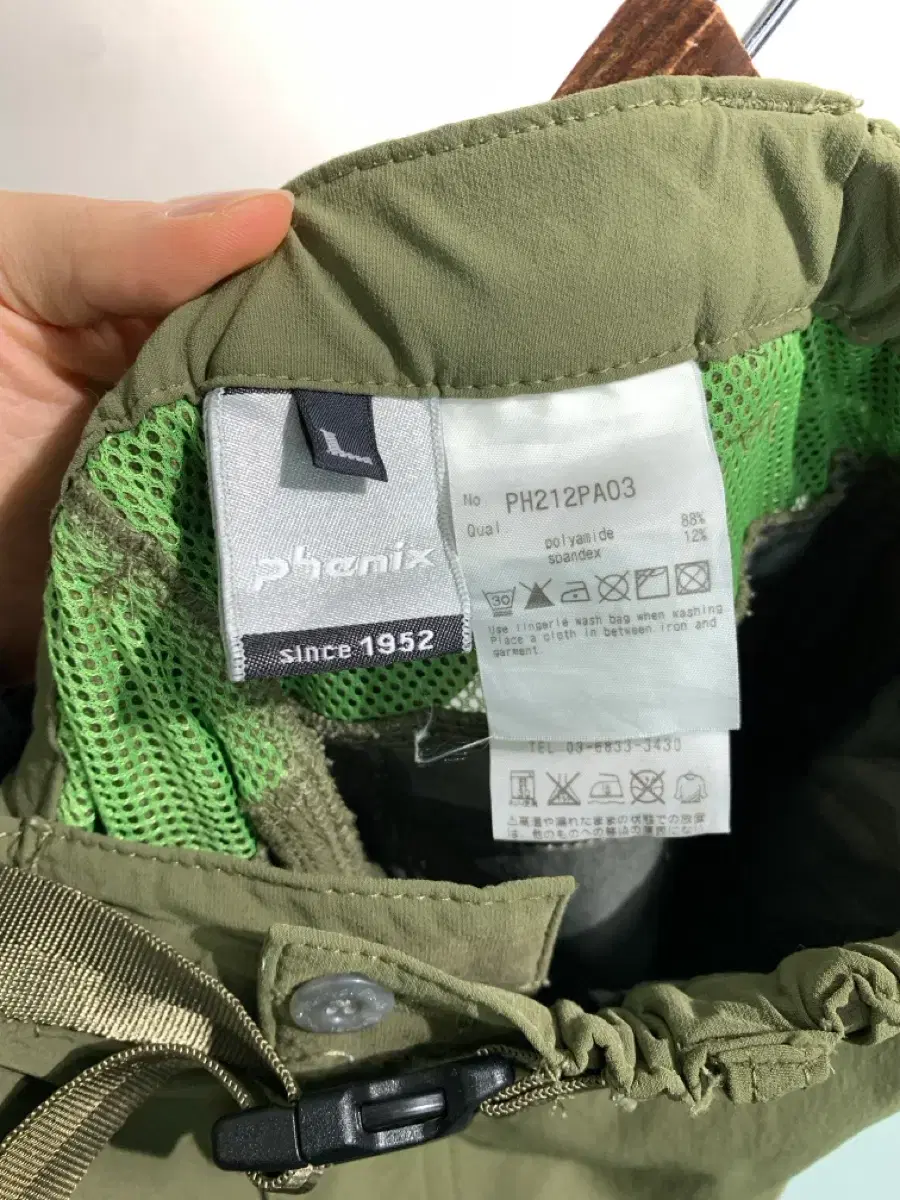 L
phenix
since 1952
No PH212PA03
Qual.
polyamide 88%
spandex 12%
30
Use lingerie wash bag when washing
Place a cloth in between iron and
garment.
TEL 03-6833-3430